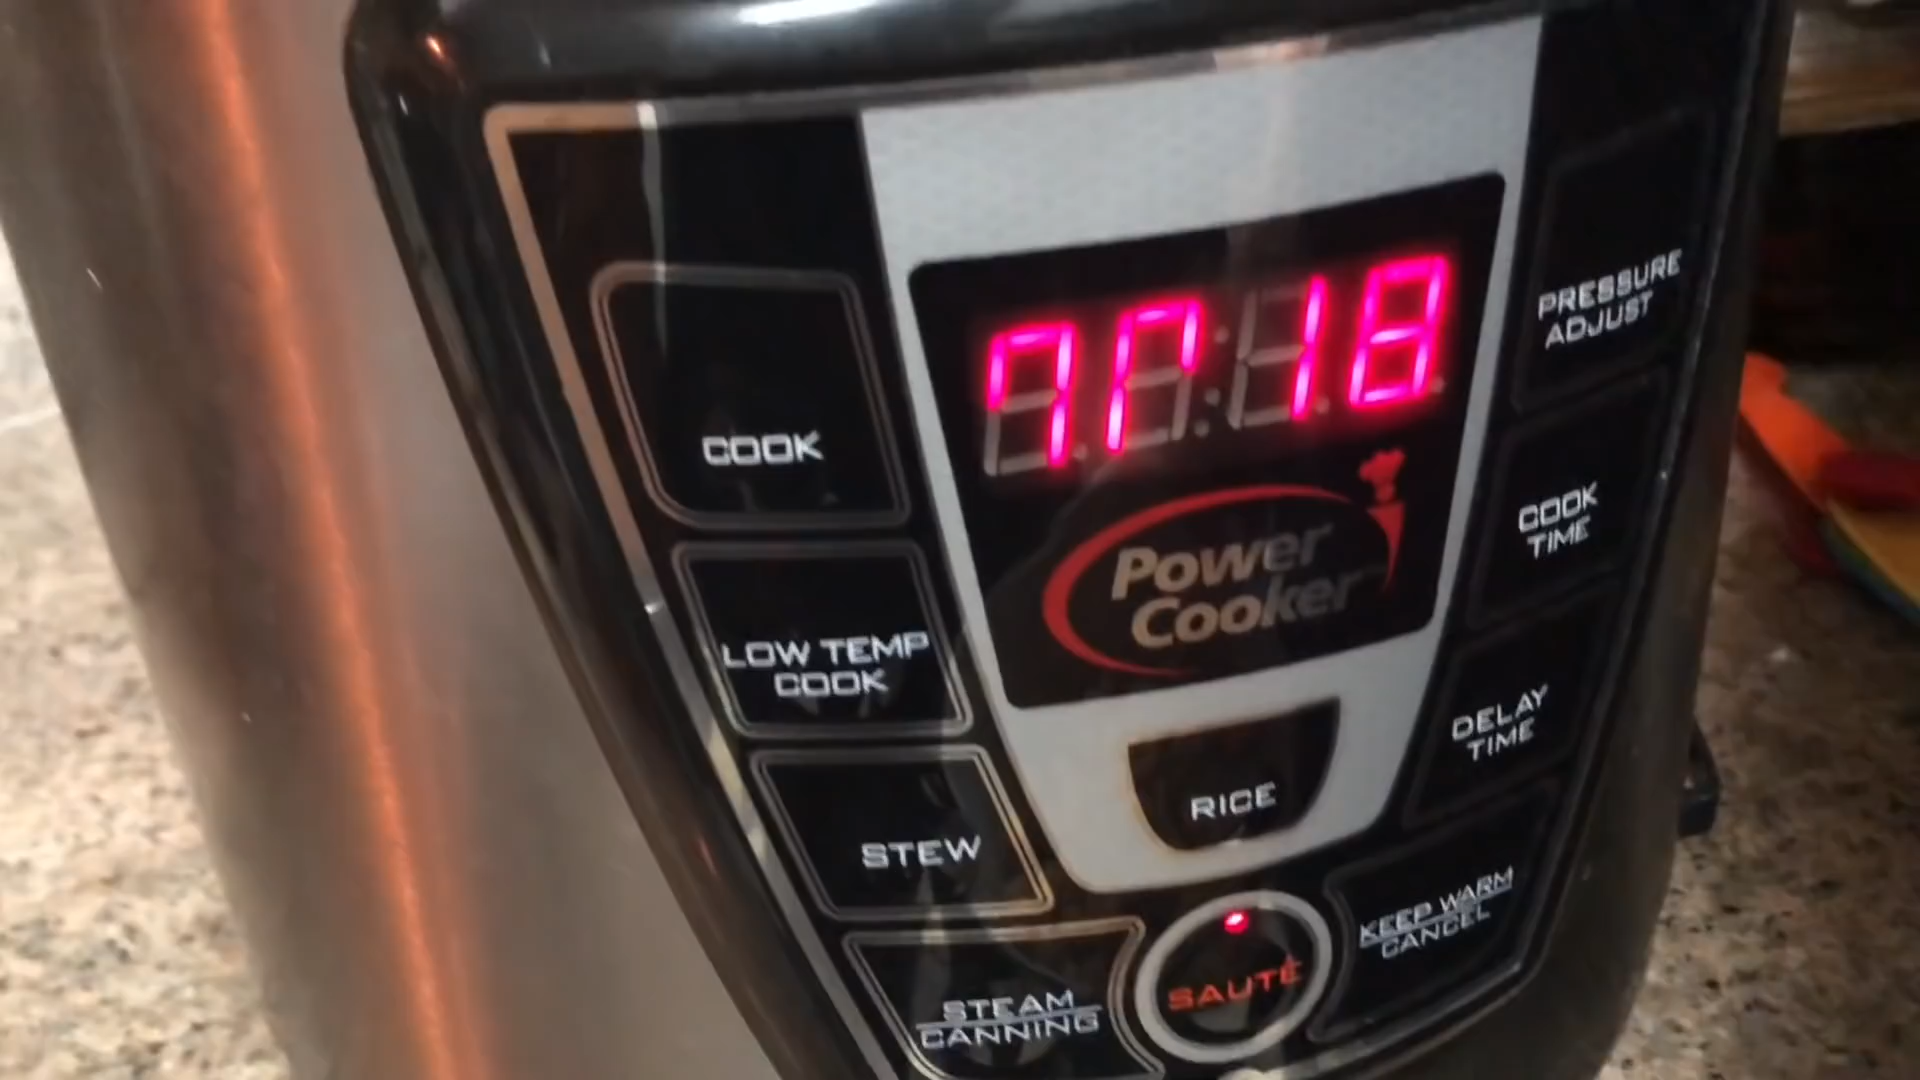 COOK
LOW TEMP
COOK
STEW
STEAM
CANNING
18
Power
Cooker
RICE
SAUTÉ
PRESSURE
ADJUST
COOK
TIME
DELAY
TIME
KEEP WARM
CANCEL